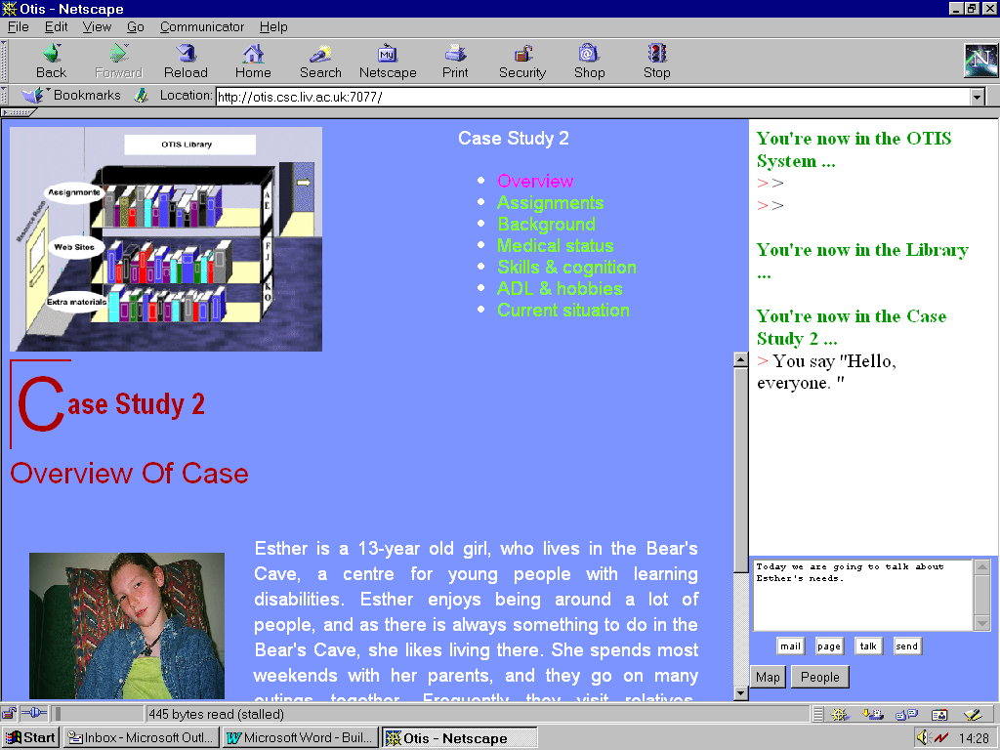 Otis - Netscape
File Edit View Go Communicator Help
Back Forward Reload Home Search Netscape Print Security Shop Stop
My
N
Bookmarks Location: http://otis.csc.liv.ac.uk:7077/
OTIS Library
Assignments
Web Sites
Extra materials
Resource Room
AE
FJ
KO
Case Study 2
Overview
Assignments
Background
Medical status
Skills & cognition
ADL & hobbies
Current situation
Case Study 2
Overview Of Case
Esther is a 13-year old girl, who lives in the Bear's
Cave, a centre for young people with learning
disabilities. Esther enjoys being around a lot of
people, and as there is always something to do in the
Bear's Cave, she likes living there. She spends most
weekends with her parents, and they go on many
outings together. Frequently they visit relatives,
You're now in the OTIS
System ...
> >
> >
You're now in the Library
...
You're now in the Case
Study 2 ...
> You say "Hello,
everyone. "
Today we are going to talk about
Esther's needs.
mail page talk send
Map People
445 bytes read (stalled)
Start Inbox - Microsoft Outl... Microsoft Word - Buil... Otis - Netscape 14:28